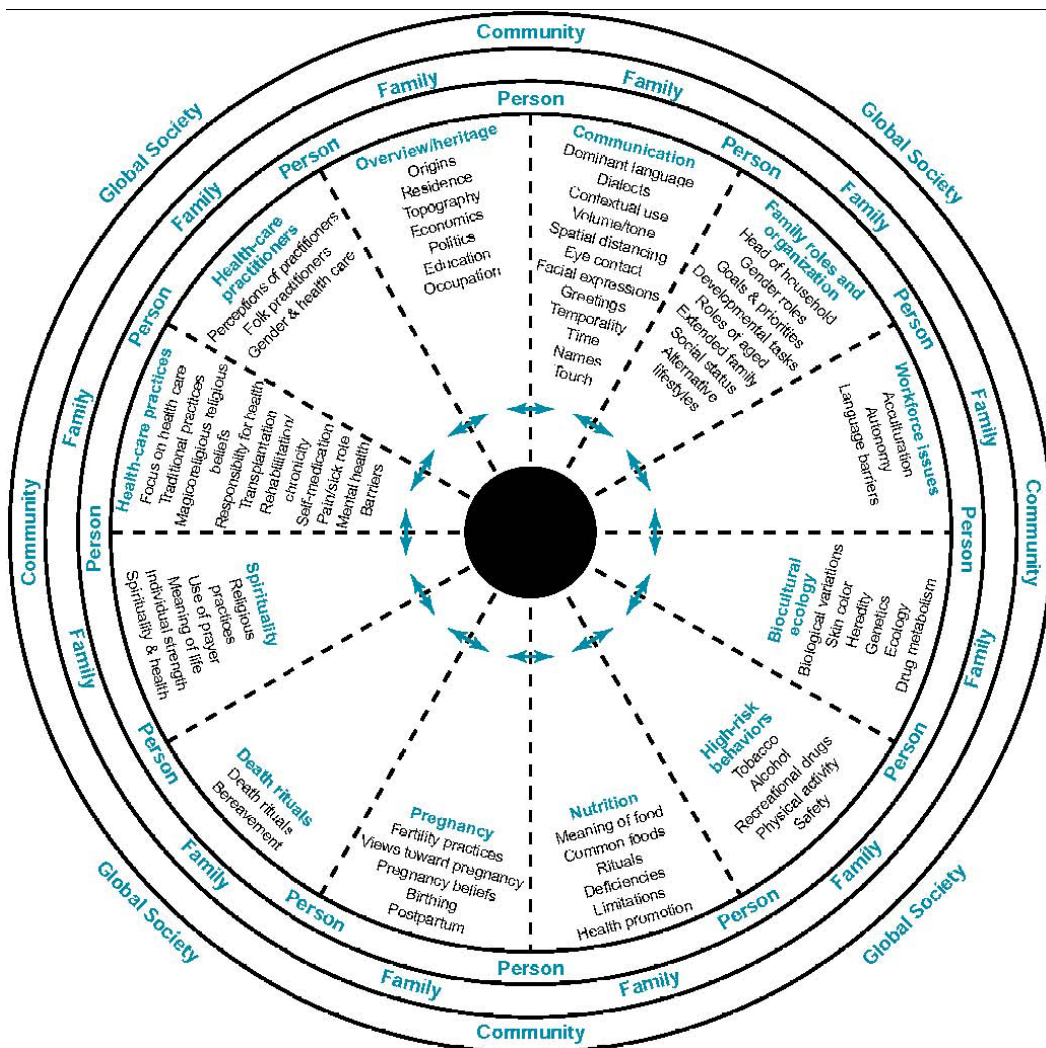 Community
Family
Family
Person
Global Society
Global Society
Person
Person
Family
Family
Person
Person
Family
Family
Community
Community
Person
Person
Family
Family
Person
Person
Family
Family
Global Society
Global Society
Person
Person
Person
Family
Family
Community
Overview/heritage
Origins
Residence
Topography
Economics
Politics
Education
Occupation
Communication
Dominant language
Dialects
Contextual use
Volume/tone
Spatial distancing
Eye contact
Facial expressions
Greetings
Temporality
Time
Names
Touch
Family roles and
organization
Head of household
Gender roles
Goals & priorities
Developmental tasks
Roles of aged
Extended family
Social status
Alternative
lifestyles
Workforce issues
Acculturation
Autonomy
Language barriers
Biocultural
ecology
Biological variations
Skin color
Heredity
Genetics
Ecology
Drug metabolism
High-risk
behaviors
Tobacco
Alcohol
Recreational drugs
Physical activity
Safety
Nutrition
Meaning of food
Common foods
Rituals
Deficiencies
Limitations
Health promotion
Pregnancy
Fertility practices
Views toward pregnancy
Pregnancy beliefs
Birthing
Postpartum
Death rituals
Death rituals
Bereavement
Spirituality
Religious
practices
Use of prayer
Meaning of life
Individual strength
Spirituality & health
Health-care practices
Focus on health care
Traditional practices
Magicoreligious religious
beliefs
Responsibility for health
Transplantation
Rehabilitation/
chronicity
Self-medication
Pain/sick role
Mental health
Barriers
Health-care
practitioners
Perceptions of practitioners
Folk practitioners
Gender & health care